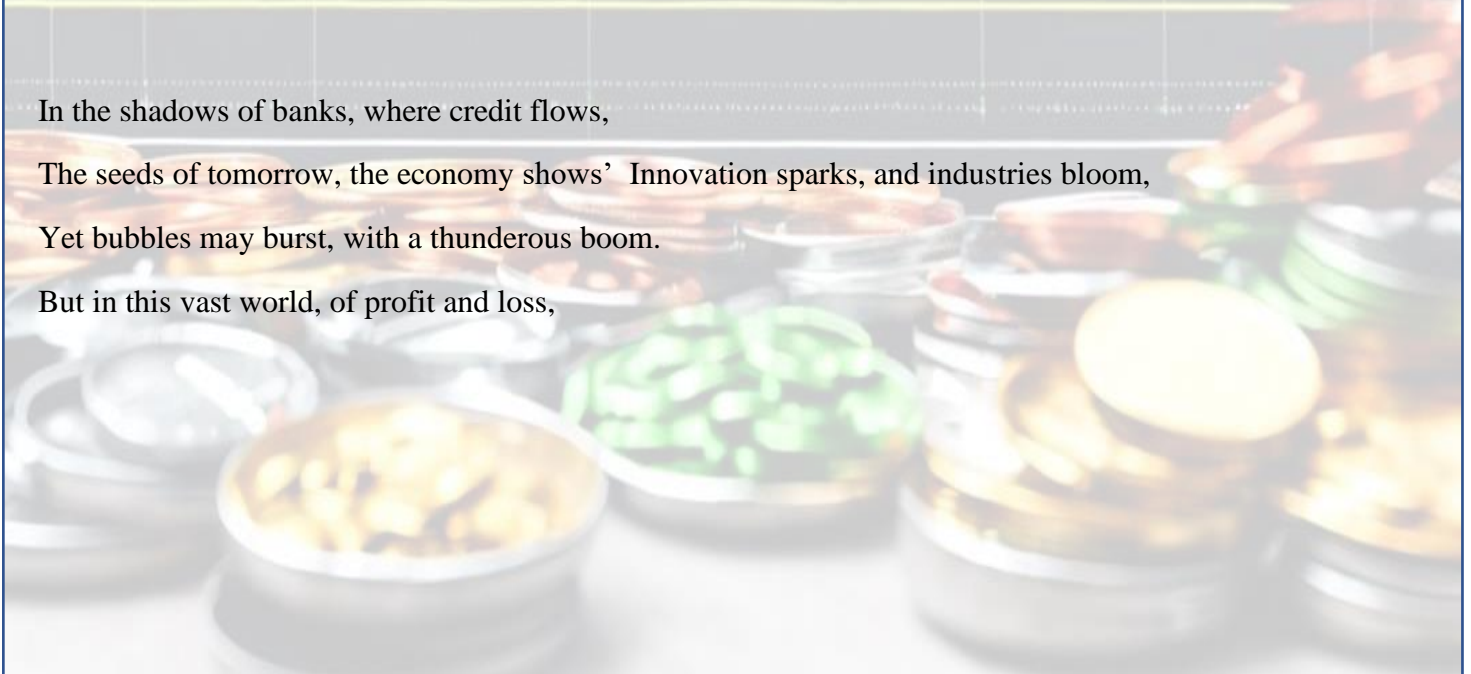 In the shadows of banks, where credit flows,
The seeds of tomorrow, the economy shows’  Innovation sparks, and industries bloom,
Yet bubbles may burst, with a thunderous boom.
But in this vast world, of profit and loss,